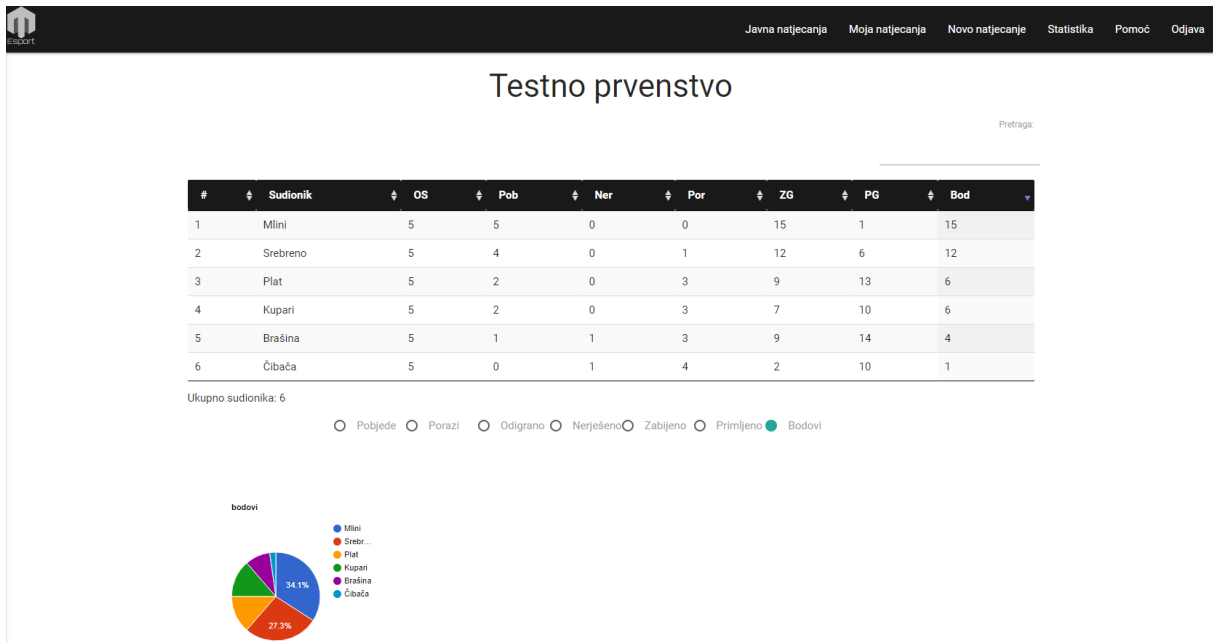 Esport
Javna natjecanja Moja natjecanja Novo natjecanje Statistika Pomoć Odjava
Testno prvenstvo
Pretraga:
# Sudionik OS Pob Ner Por ZG PG Bod
1 Mlini 5 5 0 0 15 1 15
2 Srebreno 5 4 0 1 12 6 12
3 Plat 5 2 0 3 9 13 6
4 Kupari 5 2 0 3 7 10 6
5 Brašina 5 1 1 3 9 14 4
6 Čibača 5 0 1 4 2 10 1
Ukupno sudionika: 6
Pobjede Porazi Odigrano Nerješeno Zabijeno Primljeno Bodovi
bodovi
Mlini
Srebr...
Plat
Kupari
Brašina
Čibača
34.1%
27.3%